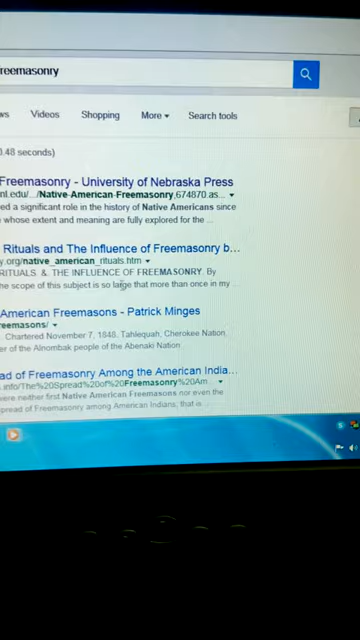 reemasonry
ws Videos Shopping More Search tools
0.48 seconds)
Freemasonry - University of Nebraska Press
nl.edu/.../Native-American-Freemasonry,674870.as...
ed a significant role in the history of Native Americans since
whose extent and meaning are fully explored for the ...
Rituals and The Influence of Freemasonry b...
y.org/native_american_rituals.htm
RITUALS. & THE INFLUENCE OF FREEMASONRY. By
he scope of this subject is so large that more than once in my ...
American Freemasons - Patrick Minges
reemasons/
Chartered November 7, 1848. Tahlequah, Cherokee Nation.
er of the Alnombak people of the Abenaki Nation
ad of Freemasonry Among the American India...
info/The%20Spread%20of%20Freemasonry%20Am...
were neither first Native American Freemasons nor even the
spread of Freemasonry among American Indians; that is ...